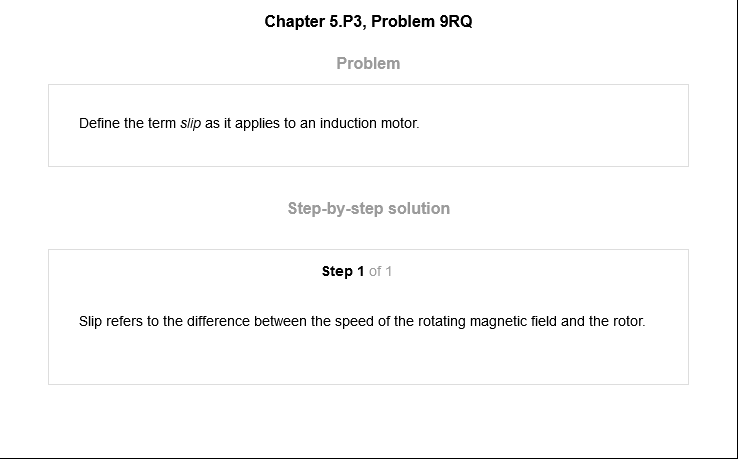 Chapter 5.P3, Problem 9RQ
Problem
Define the term slip as it applies to an induction motor.
Step-by-step solution
Step 1 of 1
Slip refers to the difference between the speed of the rotating magnetic field and the rotor.